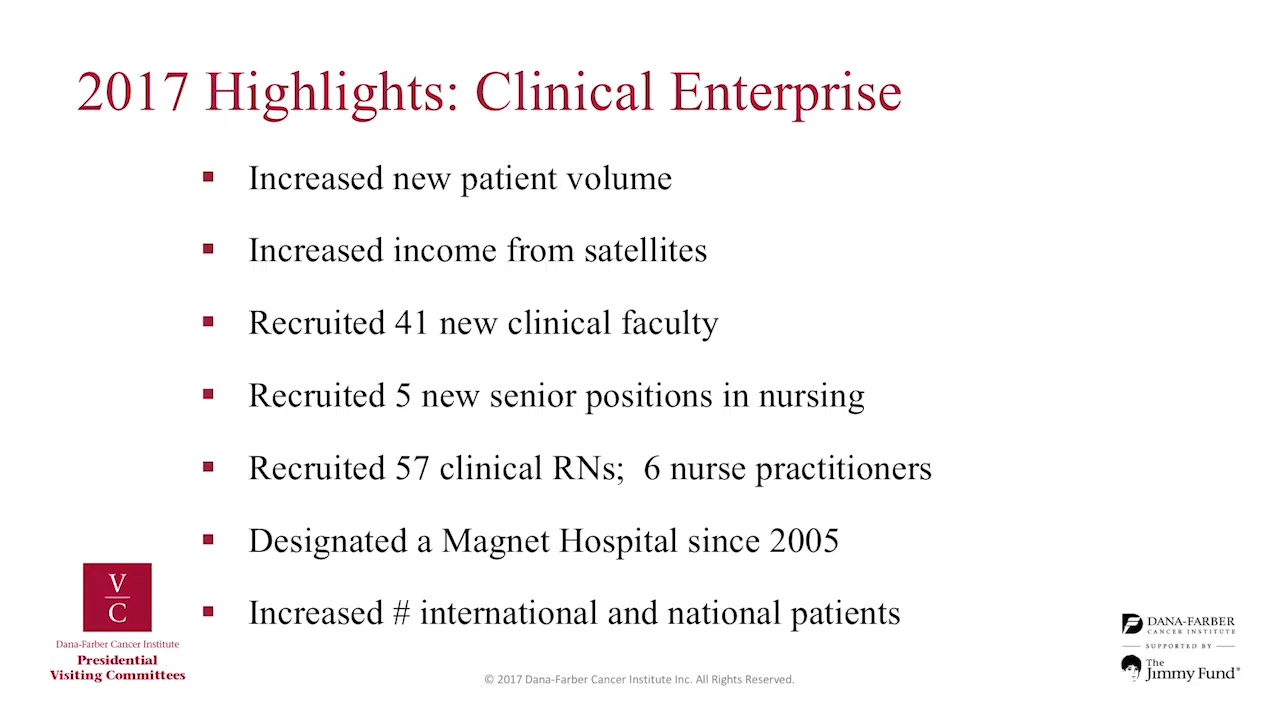 2017 Highlights: Clinical Enterprise
Increased new patient volume
Increased income from satellites
Recruited 41 new clinical faculty
Recruited 5 new senior positions in nursing
Recruited 57 clinical RNs; 6 nurse practitioners
Designated a Magnet Hospital since 2005
Increased # international and national patients
V
C
Dana-Farber Cancer Institute
Presidential
Visiting Committees
© 2017 Dana-Farber Cancer Institute Inc. All Rights Reserved.
DANA-FARBER
CANCER INSTITUTE
SUPPORTED BY
The
Jimmy Fund®